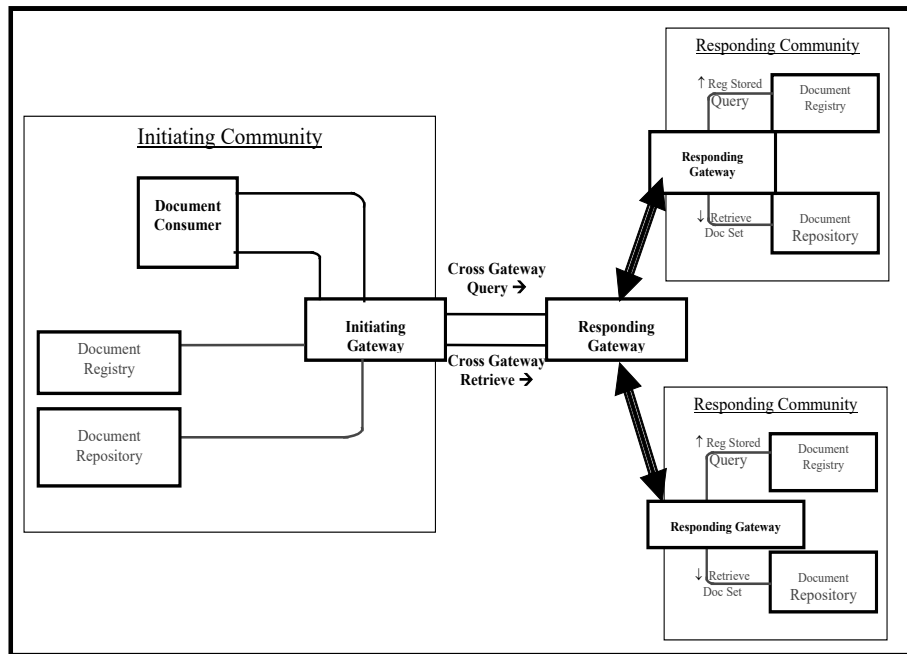 Initiating Community
Document
Consumer
Initiating
Gateway
Document
Registry
Document
Repository
Cross Gateway
Query →
Cross Gateway
Retrieve →
Responding
Gateway
Responding Community
↑ Reg Stored
Query
Document
Registry
Responding
Gateway
↓ Retrieve
Doc Set
Document
Repository
Responding Community
↑ Reg Stored
Query
Document
Registry
Responding Gateway
↓ Retrieve
Doc Set
Document
Repository